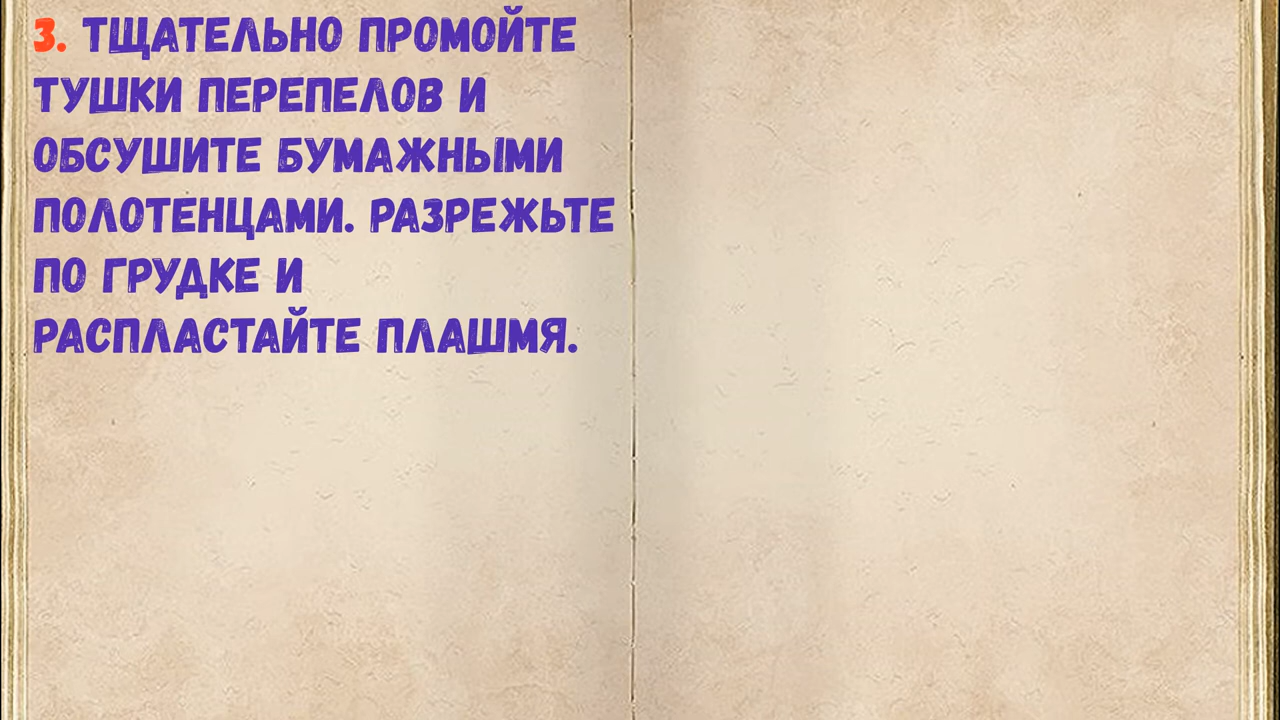 3. ТЩАТЕЛЬНО ПРОМОЙТЕ
ТУШКИ ПЕРЕПЕЛОВ И
ОБСУШИТЕ БУМАЖНЫМИ
ПОЛОТЕНЦАМИ. РАЗРЕЖЬТЕ
ПО ГРУДКЕ И
РАСПЛАСТАЙТЕ ПЛАШМЯ.